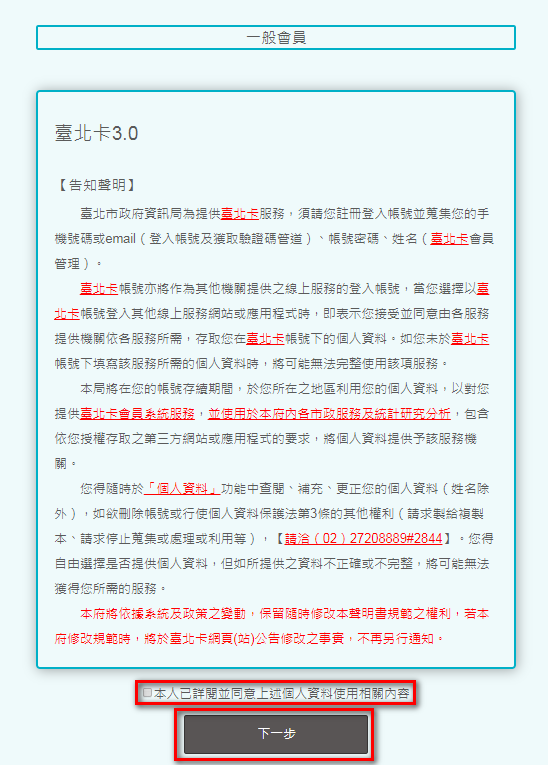 一般會員
臺北卡3.0
【告知聲明】
臺北市政府資訊局為提供臺北卡服務，須請您註冊登入帳號並蒐集您的手
機號碼或email（登入帳號及獲取驗證碼管道）、帳號密碼、姓名（臺北卡會員
管理）。
臺北卡帳號亦將作為其他機關提供之線上服務的登入帳號，當您選擇以臺
北卡帳號登入其他線上服務網站或應用程式時，即表示您接受並同意由各服務
提供機關依各服務所需，存取您在臺北卡帳號下的個人資料。如您未於臺北卡
帳號下填寫該服務所需的個人資料時，將可能無法完整使用該項服務。
本局將在您的帳號存續期間，於您所在之地區利用您的個人資料，以對您
提供臺北卡會員系統服務，並使用於本府內各市政服務及統計研究分析，包含
依您授權存取之第三方網站或應用程式的要求，將個人資料提供予該服務機
關。
您得隨時於「個人資料」功能中查閱、補充、更正您的個人資料（姓名除
外），如欲刪除帳號或行使個人資料保護法第3條的其他權利（請求製給複製
本、請求停止蒐集或處理或利用等），【請洽（02）27208889#2844】。您得
自由選擇是否提供個人資料，但如所提供之資料不正確或不完整，將可能無法
獲得您所需的服務。
本府將依據系統及政策之變動，保留隨時修改本聲明書規範之權利，若本
府修改規範時，將於臺北卡網頁(站)公告修改之事實，不再另行通知。
本人已詳閱並同意上述個人資料使用相關內容
下一步